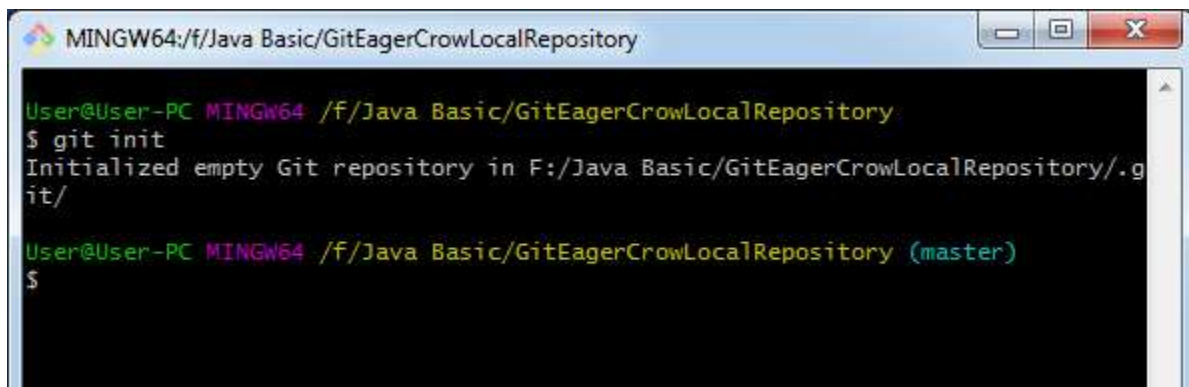 MINGW64:/f/Java Basic/GitEagerCrowLocalRepository
User@User-PC MINGW64 /f/Java Basic/GitEagerCrowLocalRepository
$ git init
Initialized empty Git repository in F:/Java Basic/GitEagerCrowLocalRepository/.g
it/
User@User-PC MINGW64 /f/Java Basic/GitEagerCrowLocalRepository (master)
$